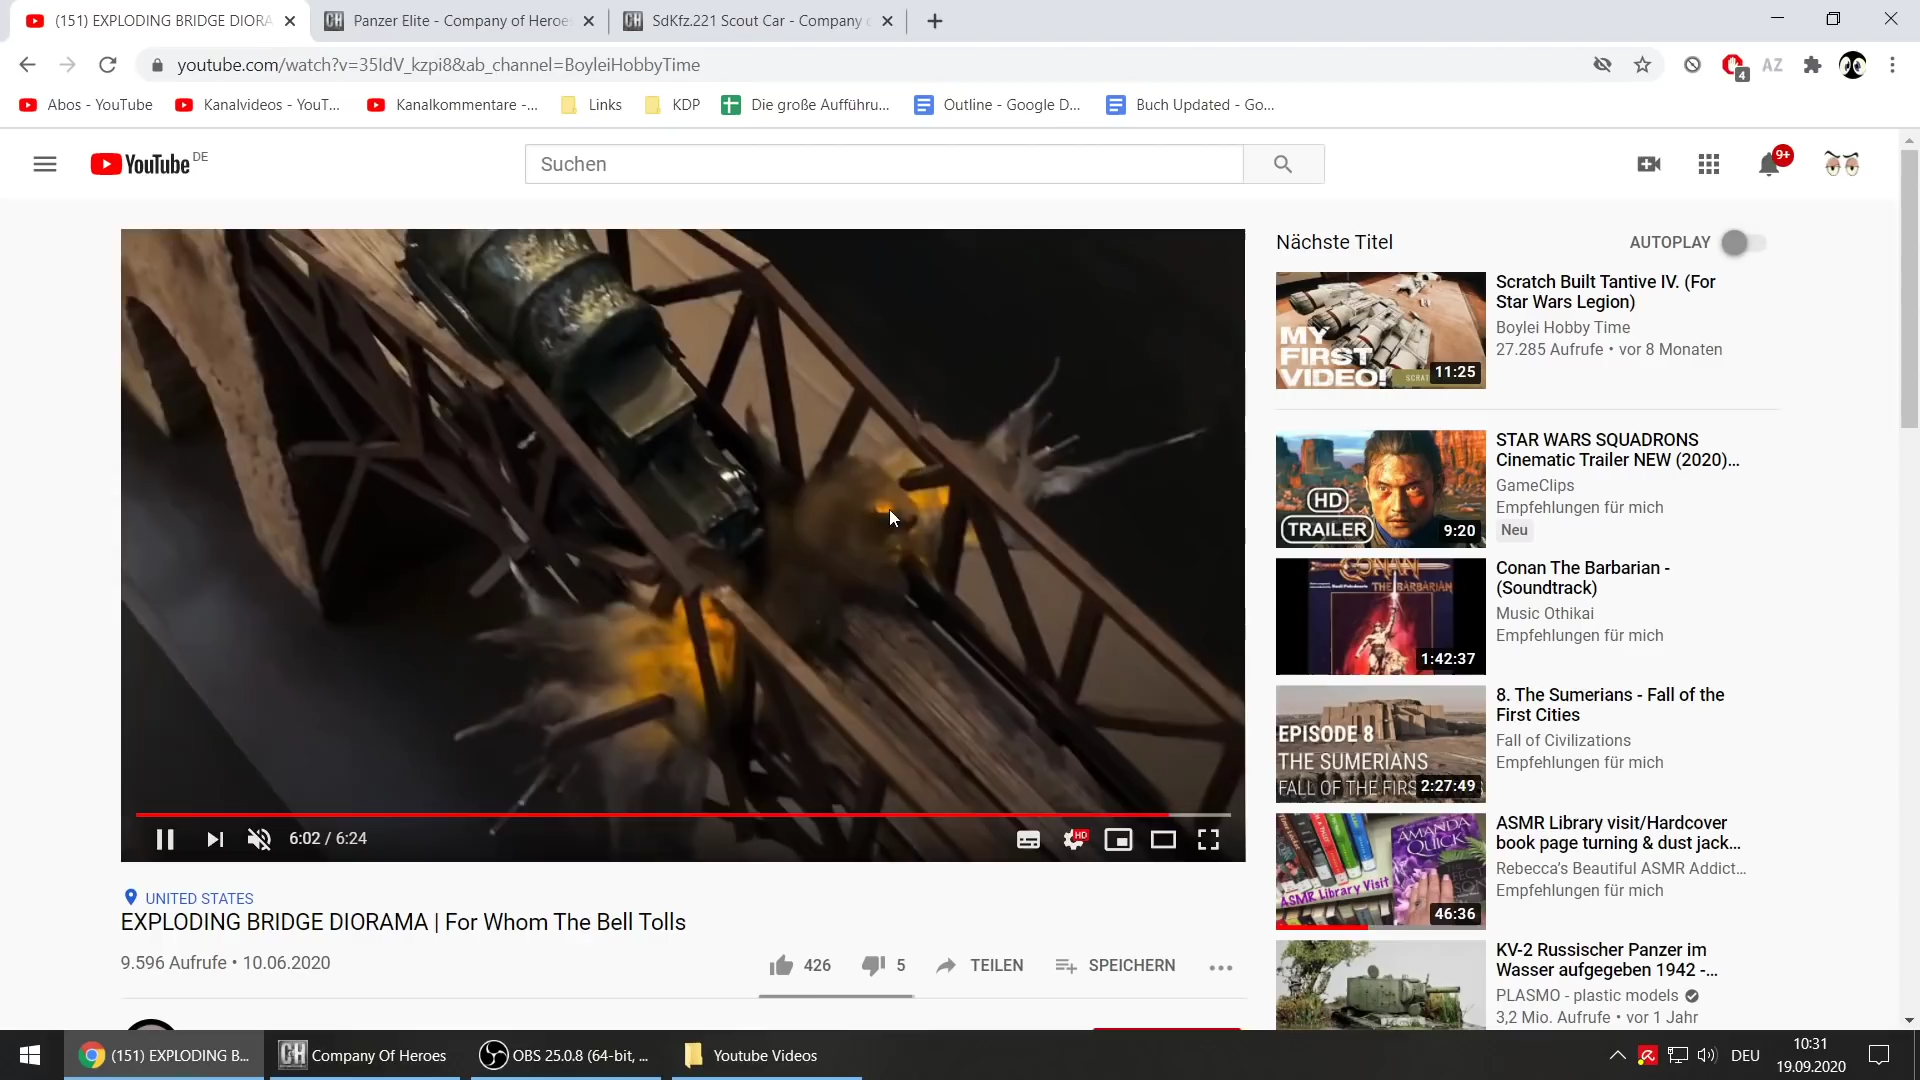 (151) EXPLODING BRIDGE DIORA
Panzer Elite - Company of Heroes
SdKfz.221 Scout Car - Company o
youtube.com/watch?v=35IdV_kzpi8&ab_channel=BoyleiHobbyTime
4
AZ
Abos - YouTube
Kanalvideos - YouT...
Kanalkommentare -...
Links
KDP
Die große Aufführu...
Outline - Google D...
Buch Updated - Go...
YouTube DE
Suchen
9+
Nächste Titel
AUTOPLAY
MY FIRST VIDEO!
11:25
Scratch Built Tantive IV. (For
Star Wars Legion)
Boylei Hobby Time
27.285 Aufrufe • vor 8 Monaten
HD
TRAILER
9:20
STAR WARS SQUADRONS
Cinematic Trailer NEW (2020)...
GameClips
Empfehlungen für mich
Neu
CONAN
THE BARBARIAN
1:42:37
Conan The Barbarian -
(Soundtrack)
Music Othikai
Empfehlungen für mich
EPISODE 8
THE SUMERIANS
FALL OF THE FIRS
2:27:49
8. The Sumerians - Fall of the
First Cities
Fall of Civilizations
Empfehlungen für mich
AMANDA
QUICK
ASMR Library Visit
46:36
ASMR Library visit/Hardcover
book page turning & dust jack...
Rebecca's Beautiful ASMR Addict...
Empfehlungen für mich
KV-2 Russischer Panzer im
Wasser aufgegeben 1942 -...
PLASMO - plastic models
3,2 Mio. Aufrufe • vor 1 Jahr
6:02 / 6:24
HD
UNITED STATES
EXPLODING BRIDGE DIORAMA | For Whom The Bell Tolls
9.596 Aufrufe • 10.06.2020
426
5
TEILEN
SPEICHERN
(151) EXPLODING B...
Company Of Heroes
OBS 25.0.8 (64-bit, ...
Youtube Videos
DEU
10:31
19.09.2020